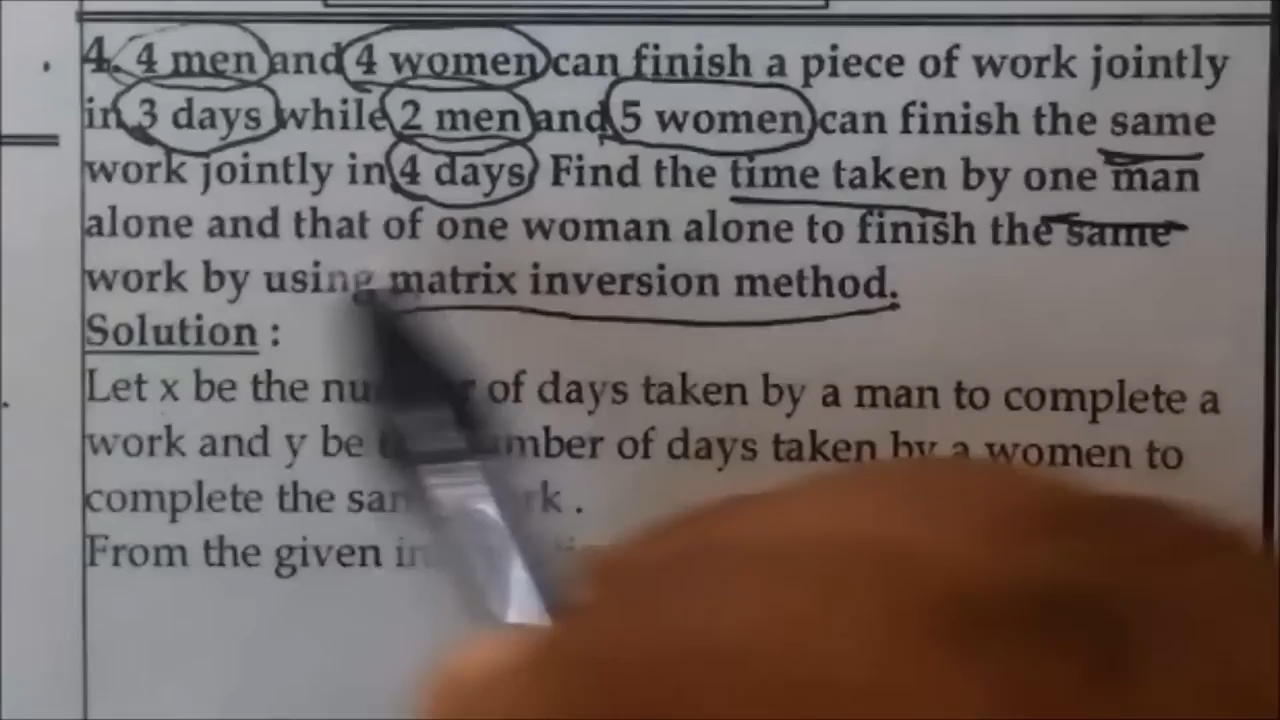 4. 4 men and 4 women can finish a piece of work jointly
in 3 days while 2 men and 5 women can finish the same
work jointly in 4 days Find the time taken by one man
alone and that of one woman alone to finish the same
work by using matrix inversion method.
Solution :
Let x be the of days taken by a man to complete a
work and y be of days taken by a women to
complete the
From the given